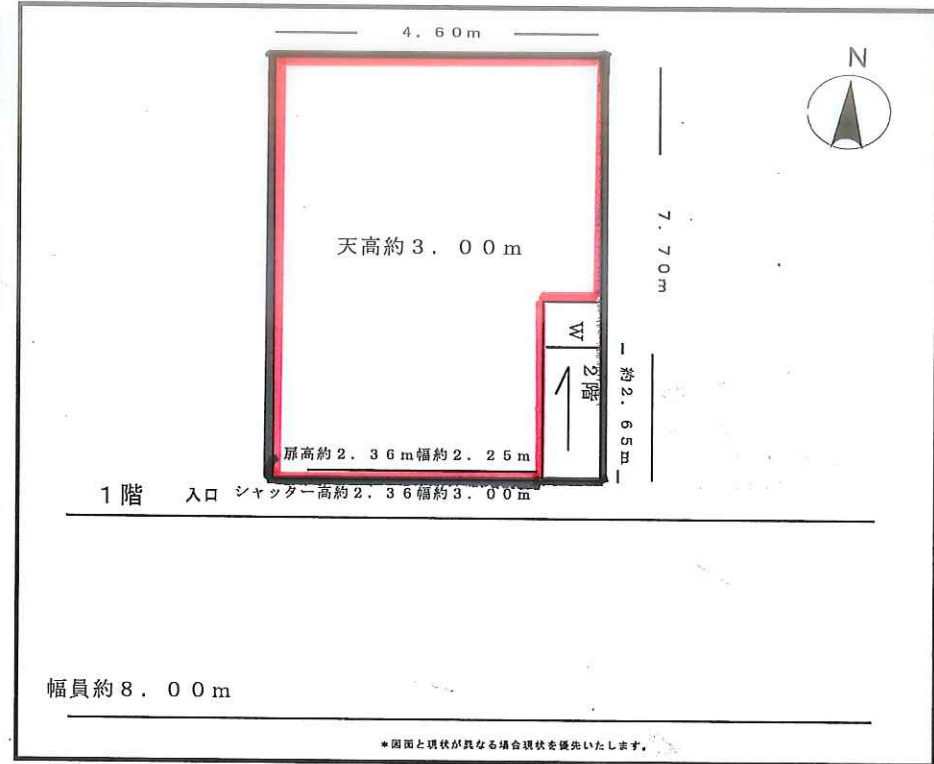 4.60m
N
7.70m
天高約3.00m
W
2階
約2.65m
扉高約2.36m幅約2.25m
1階 入口 シャッター高約2.36幅約3.00m
幅員約8.00m
*図面と現状が異なる場合現状を優先いたします。